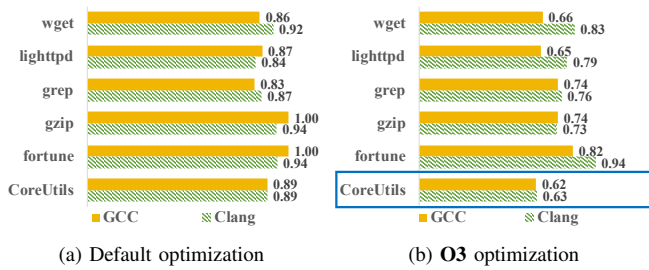 wget 0.86 0.92
lighttpd 0.87 0.84
grep 0.83 0.87
gzip 1.00 0.94
fortune 1.00 0.94
CoreUtils 0.89 0.89
GCC Clang
(a) Default optimization
wget 0.66 0.83
lighttpd 0.65 0.79
grep 0.74 0.76
gzip 0.74 0.73
fortune 0.82 0.94
CoreUtils 0.62 0.63
GCC Clang
(b) O3 optimization